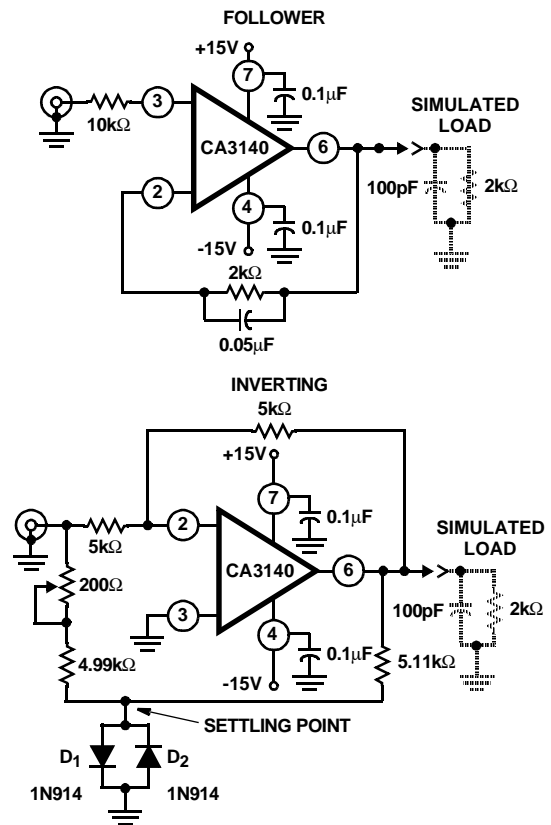 FOLLOWER
+15V
7
0.1µF
3
10kΩ
CA3140
6
SIMULATED
LOAD
100pF
2kΩ
2
4
0.1µF
-15V
2kΩ
0.05µF
INVERTING
5kΩ
+15V
7
0.1µF
5kΩ
2
CA3140
6
SIMULATED
LOAD
100pF
2kΩ
200Ω
3
4
0.1µF
5.11kΩ
4.99kΩ
-15V
SETTLING POINT
D1
D2
1N914
1N914